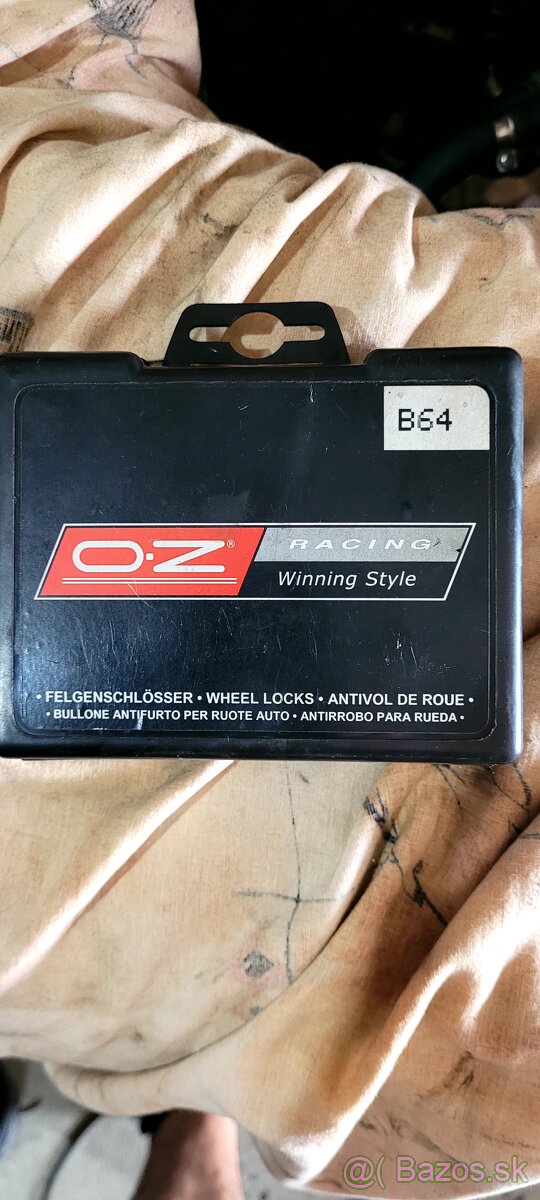 B64
O·Z® RACING
Winning Style
• FELGENSCHLÖSSER • WHEEL LOCKS • ANTIVOL DE ROUE •
• BULLONE ANTIFURTO PER RUOTE AUTO • ANTIRROBO PARA RUEDA •
@( Bazos.sk